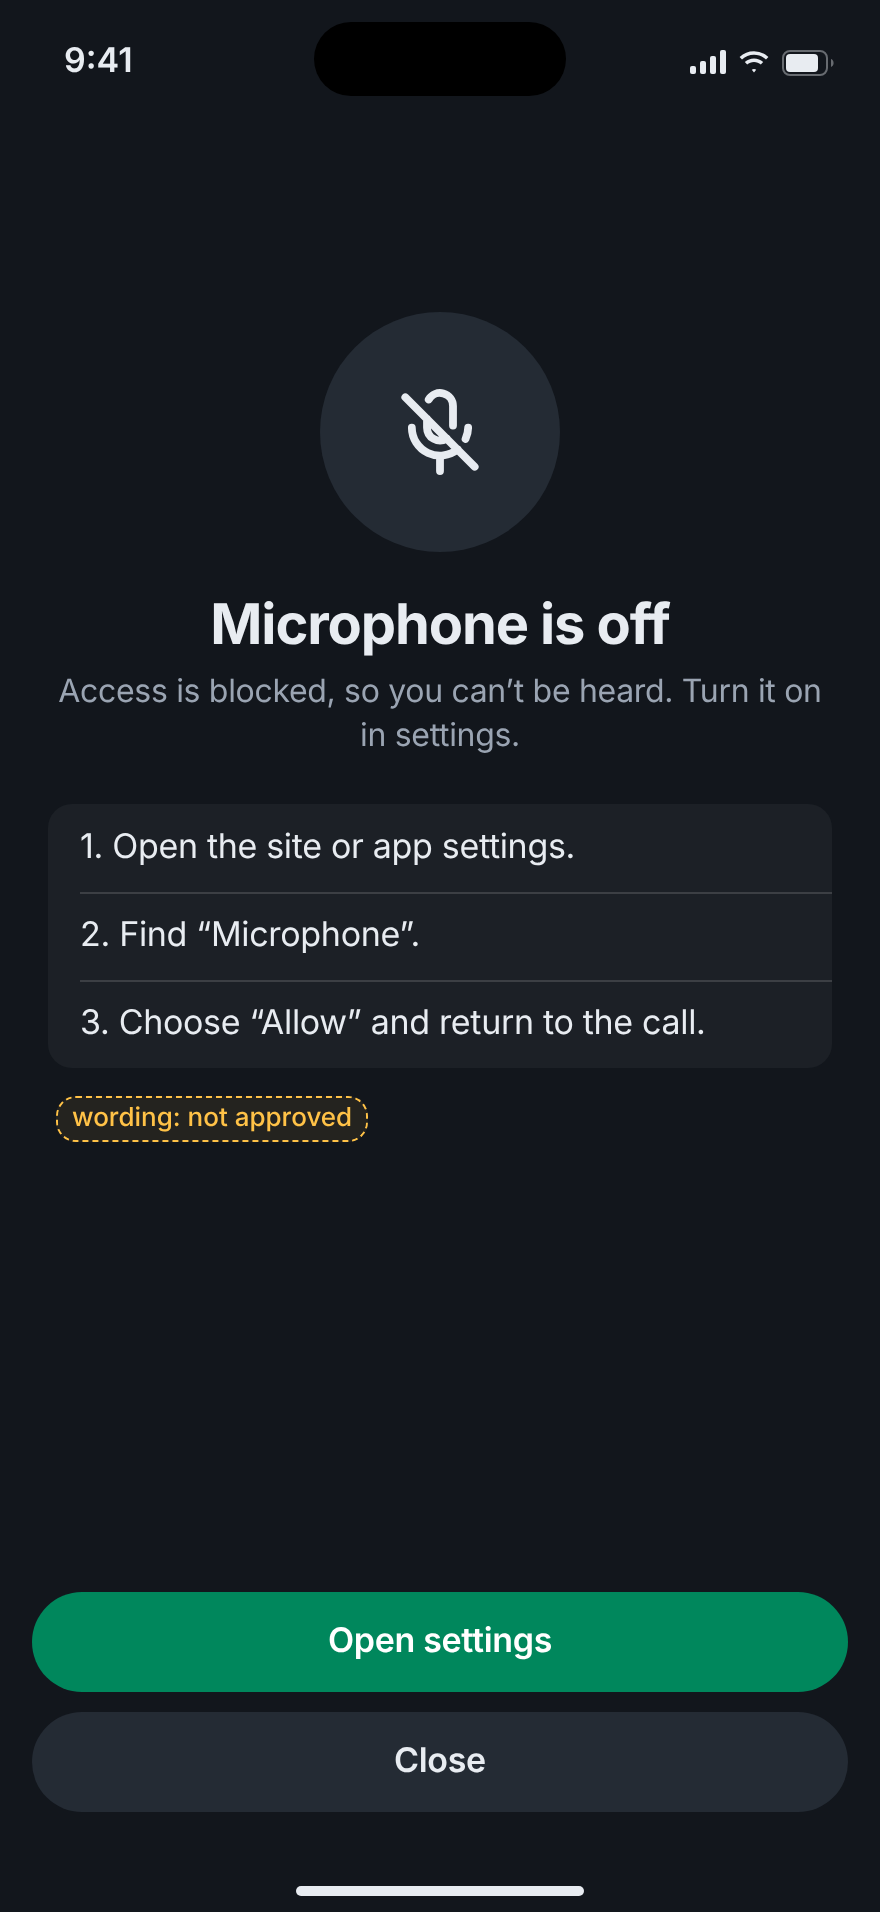 9:41
Microphone is off
Access is blocked, so you can’t be heard. Turn it on
in settings.
1. Open the site or app settings.
2. Find “Microphone”.
3. Choose “Allow” and return to the call.
wording: not approved
Open settings
Close